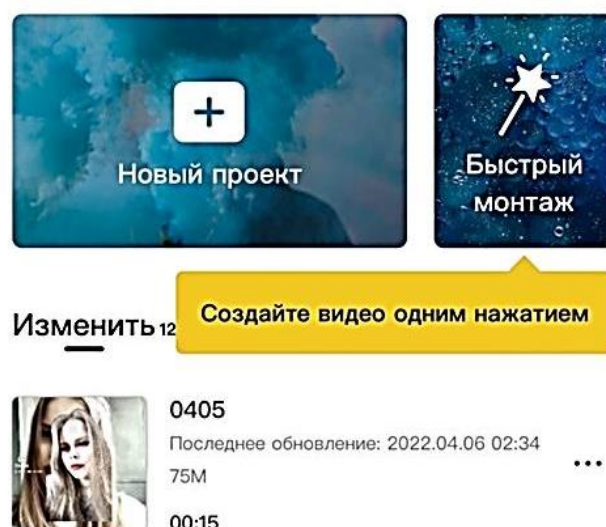 Новый проект
Быстрый
монтаж
Создайте видео одним нажатием
Изменить 12
0405
Последнее обновление: 2022.04.06 02:34
75M
00:15